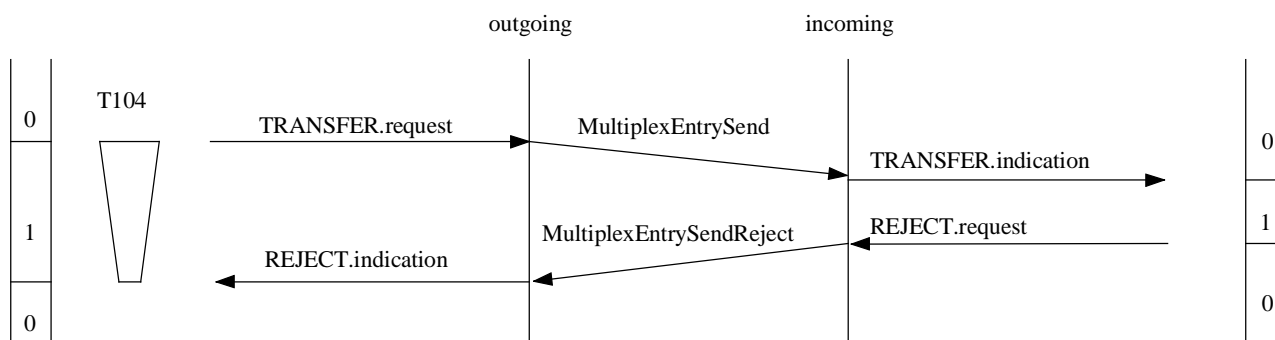 outgoing
incoming
T104
0
TRANSFER.request
MultiplexEntrySend
0
TRANSFER.indication
1
MultiplexEntrySendReject
REJECT.request
1
REJECT.indication
0
0